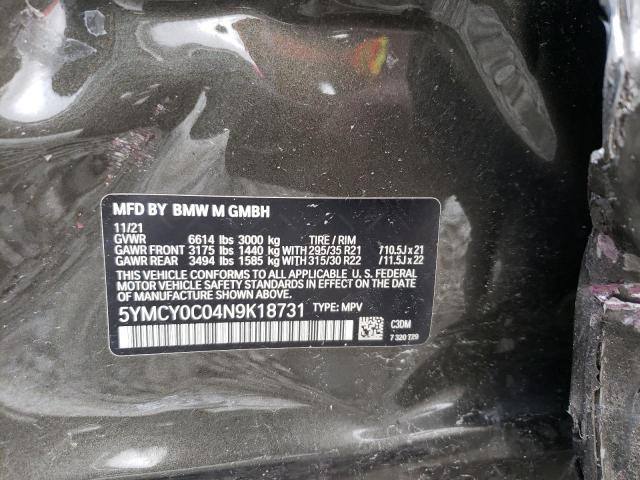 MFD BY BMW M GMBH
11/21
GVWR 6614 lbs 3000 kg TIRE / RIM
GAWR FRONT 3175 lbs 1440 kg WITH 295/35 R21 /10.5J x 21
GAWR REAR 3494 lbs 1585 kg WITH 315/30 R22 /11.5J x 22
THIS VEHICLE CONFORMS TO ALL APPLICABLE U. S. FEDERAL
MOTOR VEHICLE SAFETY STANDARDS IN EFFECT ON THE DATE
OF MANUFACTURE SHOWN ABOVE.
5YMCY0C04N9K18731 TYPE: MPV
C3DM
7 320 729